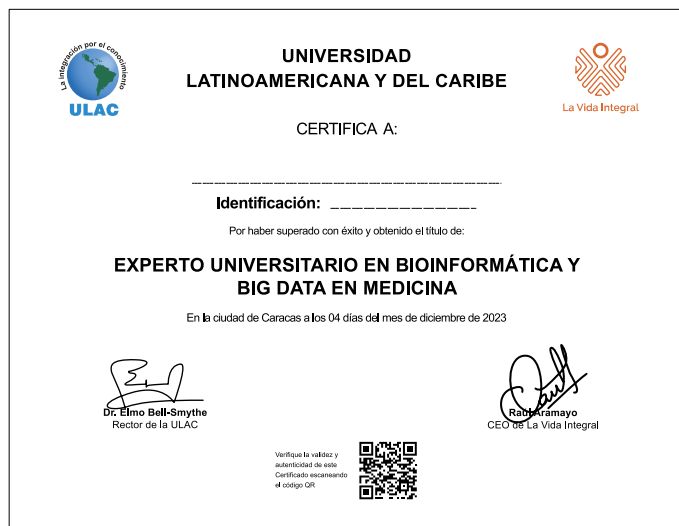 La integración por el conocimiento
ULAC
UNIVERSIDAD
LATINOAMERICANA Y DEL CARIBE
La Vida Integral
CERTIFICA A:
Identificación:
Por haber superado con éxito y obtenido el título de:
EXPERTO UNIVERSITARIO EN BIOINFORMÁTICA Y
BIG DATA EN MEDICINA
En la ciudad de Caracas a los 04 días del mes de diciembre de 2023
Dr. Elmo Bell-Smythe
Rector de la ULAC
Raúl Aramayo
CEO de La Vida Integral
Verifique la validez y
autenticidad de este
Certificado escaneando
el código QR